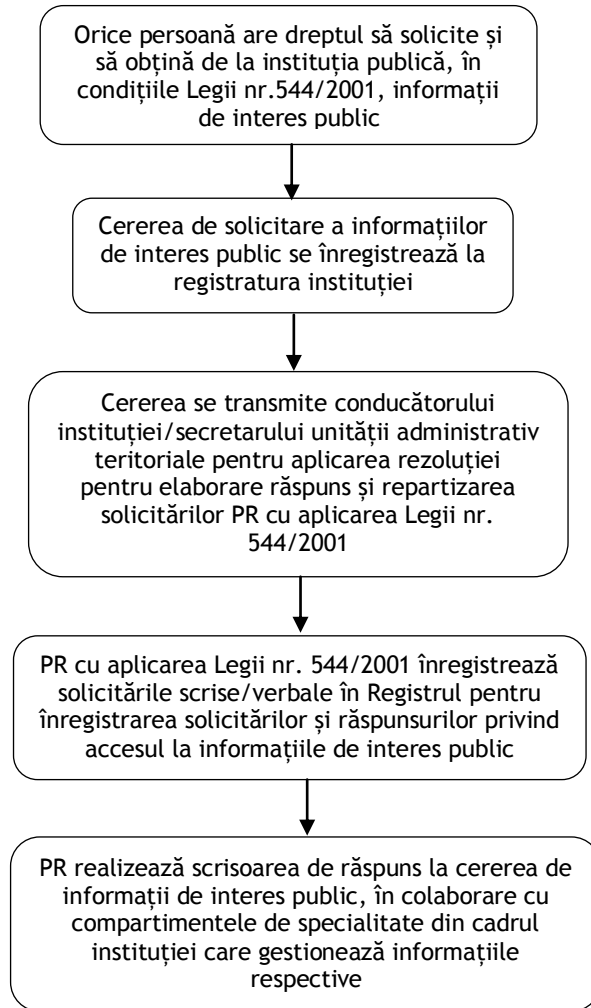 Orice persoană are dreptul să solicite și
să obțină de la instituția publică, în
condițiile Legii nr.544/2001, informații
de interes public
Cererea de solicitare a informațiilor
de interes public se înregistrează la
registratura instituției
Cererea se transmite conducătorului
instituției/secretarului unității administrativ
teritoriale pentru aplicarea rezoluției
pentru elaborare răspuns și repartizarea
solicitărilor PR cu aplicarea Legii nr.
544/2001
PR cu aplicarea Legii nr. 544/2001 înregistrează
solicitările scrise/verbale în Registrul pentru
înregistrarea solicitărilor și răspunsurilor privind
accesul la informațiile de interes public
PR realizează scrisoarea de răspuns la cererea de
informații de interes public, în colaborare cu
compartimentele de specialitate din cadrul
instituției care gestionează informațiile
respective